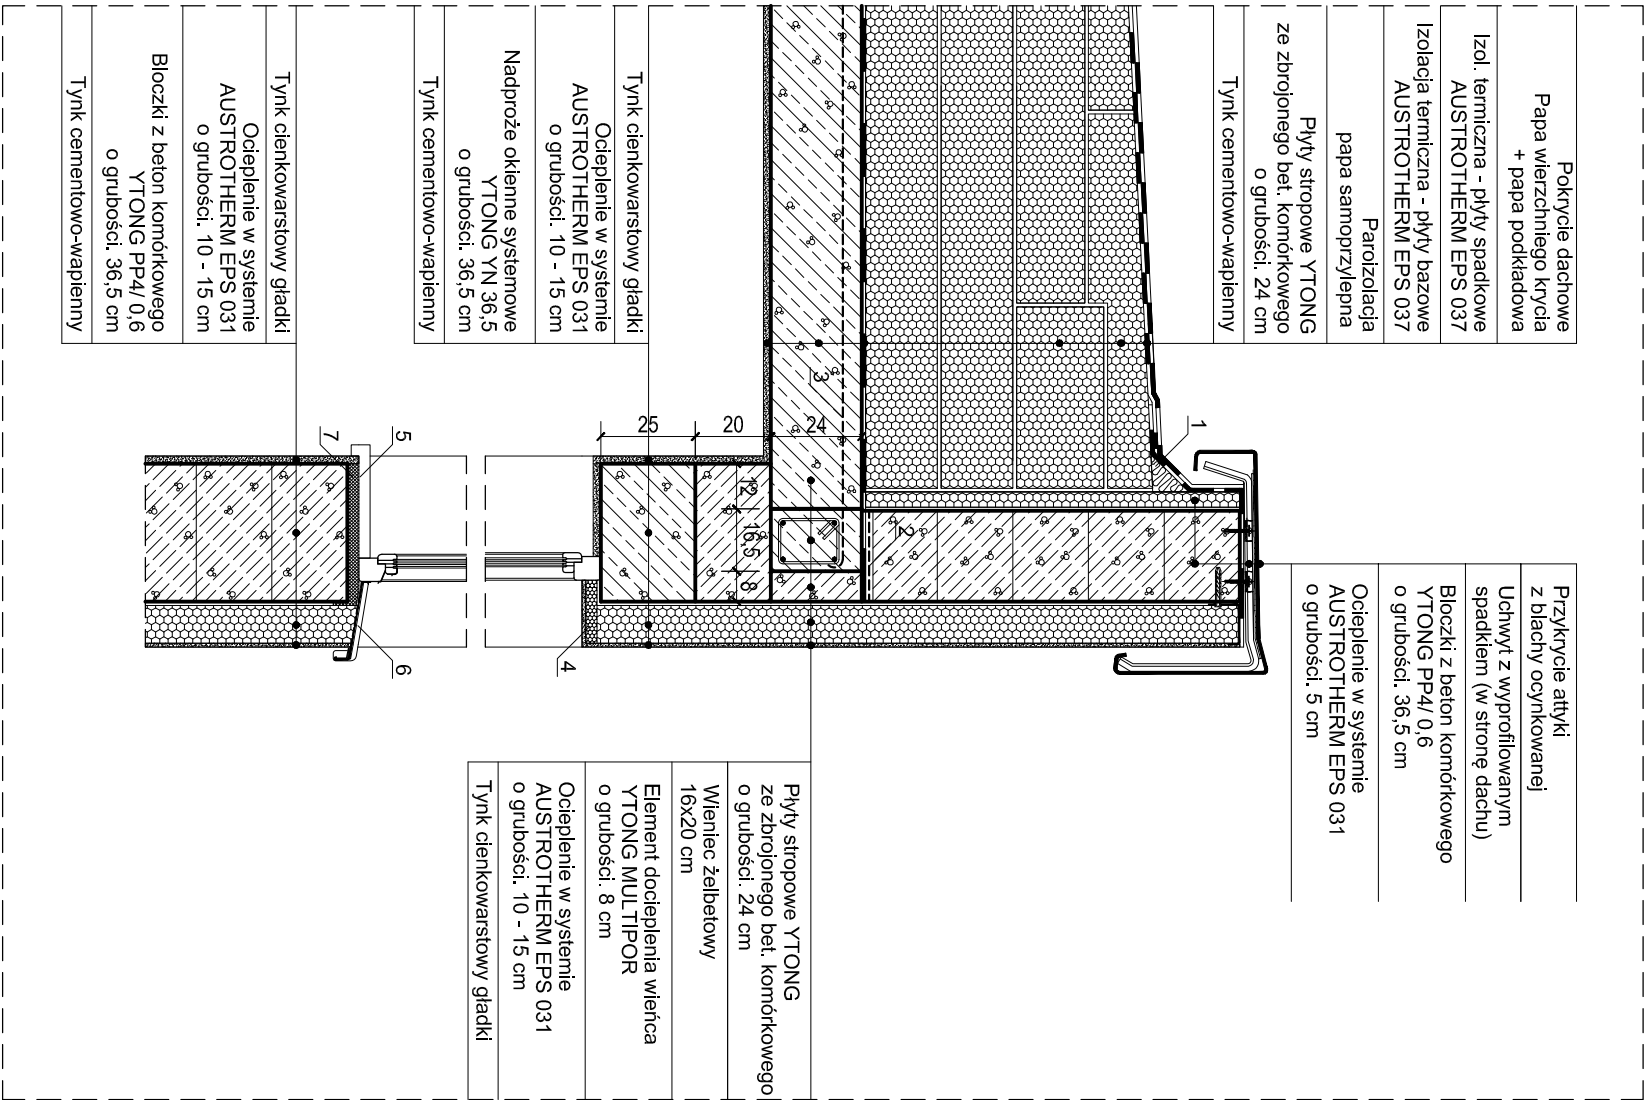 Pokrycie dachowe
Papa wierzchniego krycia
+ papa podkładowa
Izol. termiczna - płyty spadkowe
AUSTROTHERM EPS 037
Izolacja termiczna - płyty bazowe
AUSTROTHERM EPS 037
Paroizolacja
papa samoprzylepna
Płyty stropowe YTONG
ze zbrojonego bet. komórkowego
o grubości. 24 cm
Tynk cementowo-wapienny
Przykrycie attyki
z blachy ocynkowanej
Uchwyt z wyprofilowanym
spadkiem (w stronę dachu)
Bloczki z beton komórkowego
YTONG PP4/ 0,6
o grubości. 36,5 cm
Ocieplenie w systemie
AUSTROTHERM EPS 031
o grubości. 5 cm
1
2
3
24
20
25
12
16,5
8
Tynk cienkowarstowy gładki
Ocieplenie w systemie
AUSTROTHERM EPS 031
o grubości. 10 - 15 cm
Nadproże okienne systemowe
YTONG YN 36,5
o grubości. 36,5 cm
Tynk cementowo-wapienny
Płyty stropowe YTONG
ze zbrojonego bet. komórkowego
o grubości. 24 cm
Wieniec żelbetowy
16x20 cm
Element docieplenia wieńca
YTONG MULTIPOR
o grubości. 8 cm
Ocieplenie w systemie
AUSTROTHERM EPS 031
o grubości. 10 - 15 cm
Tynk cienkowarstowy gładki
4
5
6
7
Tynk cienkowarstowy gładki
Ocieplenie w systemie
AUSTROTHERM EPS 031
o grubości. 10 - 15 cm
Bloczki z beton komórkowego
YTONG PP4/ 0,6
o grubości. 36,5 cm
Tynk cementowo-wapienny